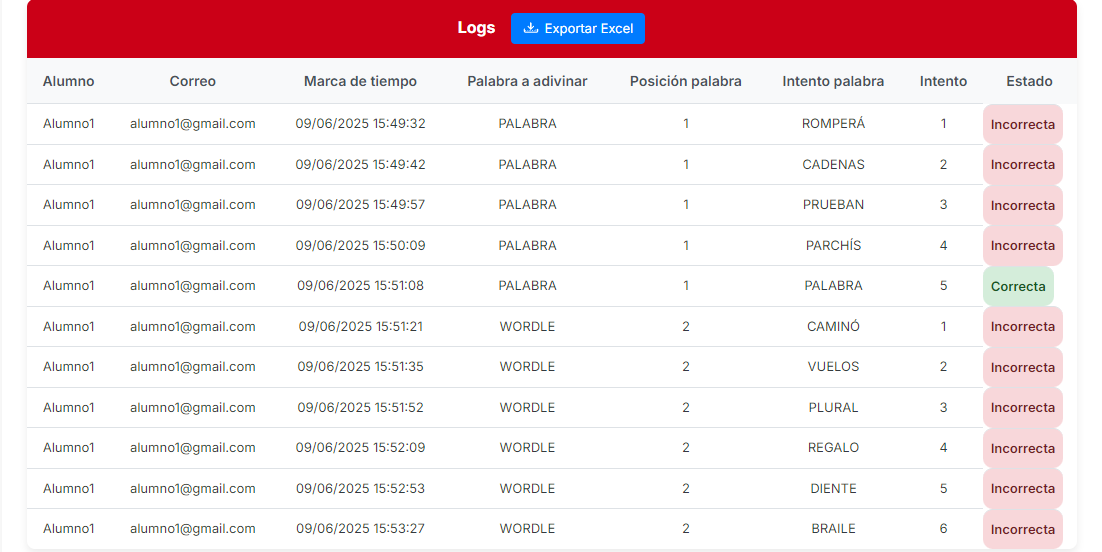 Logs Exportar Excel
Alumno Correo Marca de tiempo Palabra a adivinar Posición palabra Intento palabra Intento Estado
Alumno1 alumno1@gmail.com 09/06/2025 15:49:32 PALABRA 1 ROMPERÁ 1 Incorrecta
Alumno1 alumno1@gmail.com 09/06/2025 15:49:42 PALABRA 1 CADENAS 2 Incorrecta
Alumno1 alumno1@gmail.com 09/06/2025 15:49:57 PALABRA 1 PRUEBAN 3 Incorrecta
Alumno1 alumno1@gmail.com 09/06/2025 15:50:09 PALABRA 1 PARCHÍS 4 Incorrecta
Alumno1 alumno1@gmail.com 09/06/2025 15:51:08 PALABRA 1 PALABRA 5 Correcta
Alumno1 alumno1@gmail.com 09/06/2025 15:51:21 WORDLE 2 CAMINÓ 1 Incorrecta
Alumno1 alumno1@gmail.com 09/06/2025 15:51:35 WORDLE 2 VUELOS 2 Incorrecta
Alumno1 alumno1@gmail.com 09/06/2025 15:51:52 WORDLE 2 PLURAL 3 Incorrecta
Alumno1 alumno1@gmail.com 09/06/2025 15:52:09 WORDLE 2 REGALO 4 Incorrecta
Alumno1 alumno1@gmail.com 09/06/2025 15:52:53 WORDLE 2 DIENTE 5 Incorrecta
Alumno1 alumno1@gmail.com 09/06/2025 15:53:27 WORDLE 2 BRAILE 6 Incorrecta